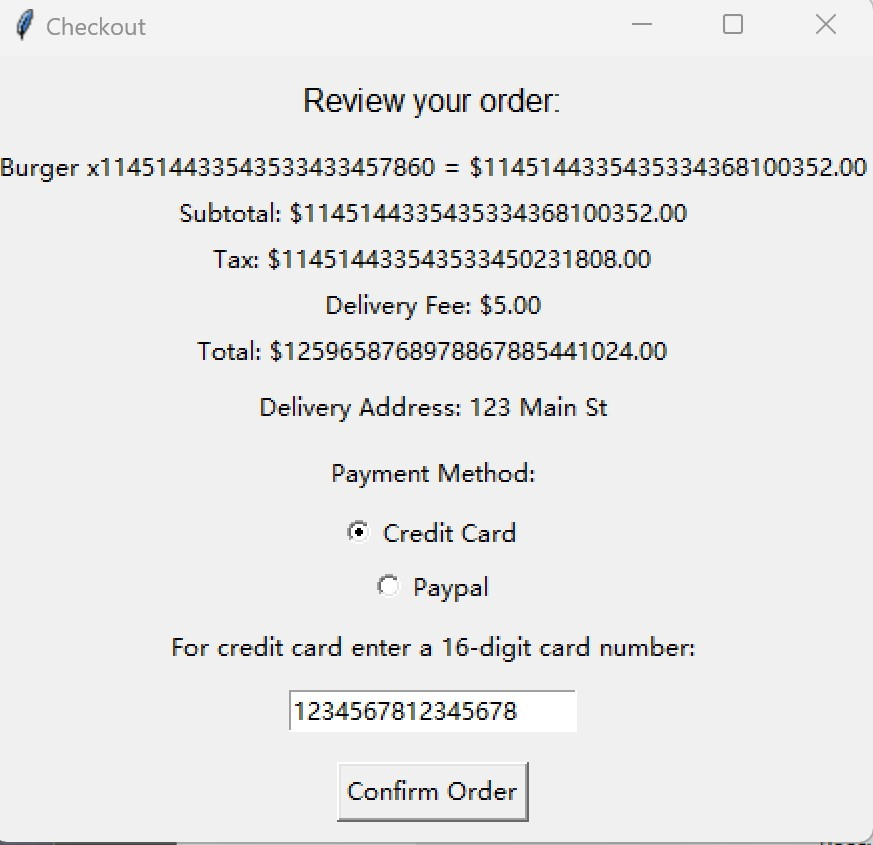 Checkout
Review your order:
Burger x114514433543533433457860 = $1145144335435334368100352.00
Subtotal: $1145144335435334368100352.00
Tax: $114514433543533450231808.00
Delivery Fee: $5.00
Total: $1259658768978867885441024.00
Delivery Address: 123 Main St
Payment Method:
Credit Card
Paypal
For credit card enter a 16-digit card number:
1234567812345678
Confirm Order